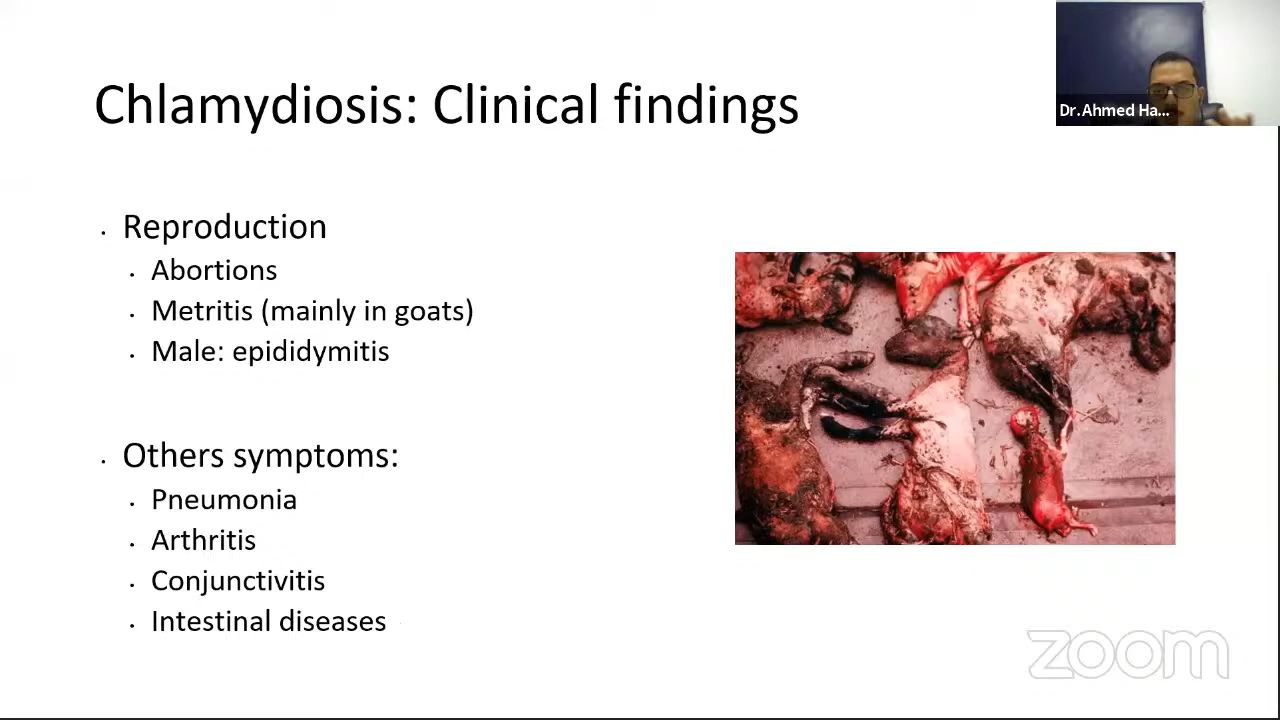 Chlamydiosis: Clinical findings
Dr.Ahmed Ha...
• Reproduction
• Abortions
• Metritis (mainly in goats)
• Male: epididymitis
• Others symptoms:
• Pneumonia
• Arthritis
• Conjunctivitis
• Intestinal diseases
zoom